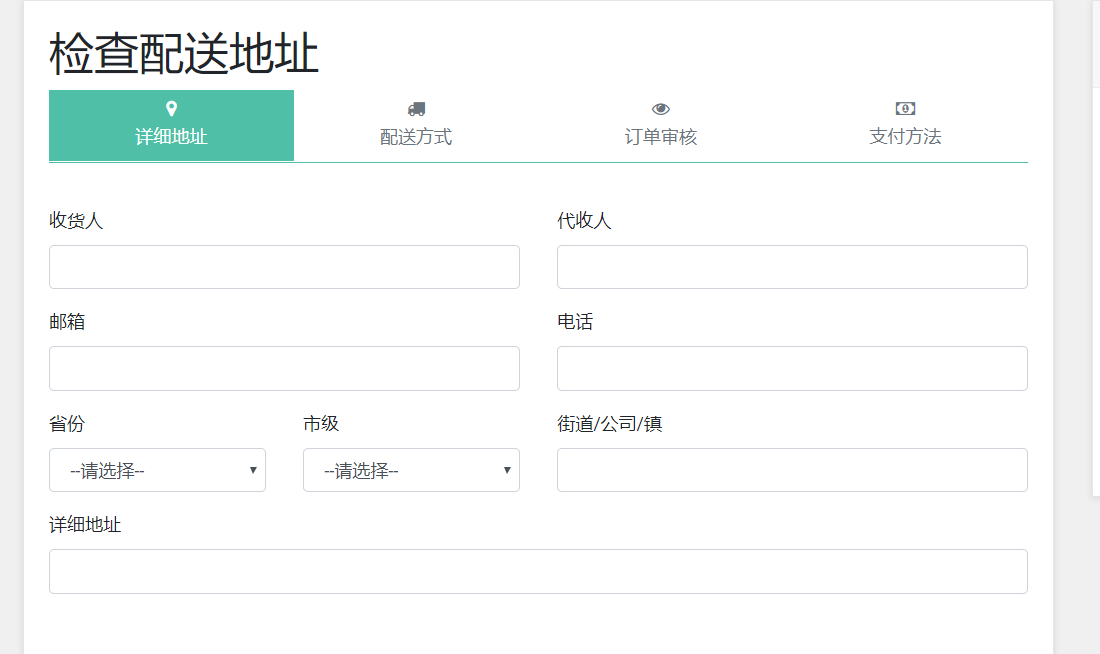 检查配送地址
详细地址 配送方式 订单审核 支付方法
收货人 代收人
邮箱 电话
省份 市级 街道/公司/镇
--请选择-- --请选择--
详细地址